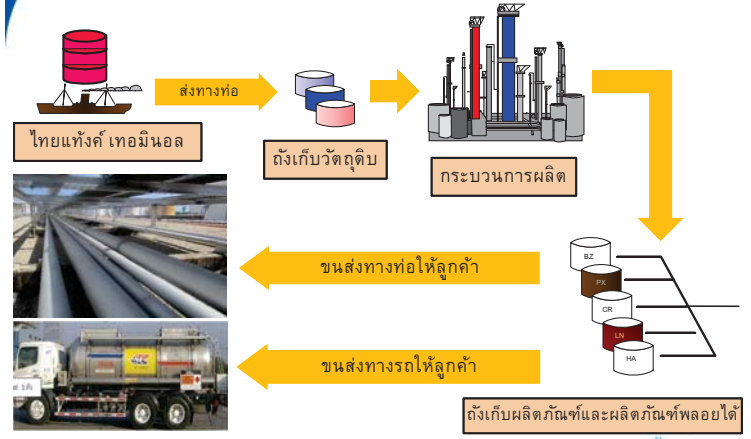 ส่งทางท่อ
ไทยแท้งค์ เทอมินอล
ถังเก็บวัตถุดิบ
กระบวนการผลิต
BZ
PX
CR
LN
HA
ขนส่งทางท่อให้ลูกค้า
ขนส่งทางรถให้ลูกค้า
ถังเก็บผลิตภัณฑ์และผลิตภัณฑ์พลอยได้